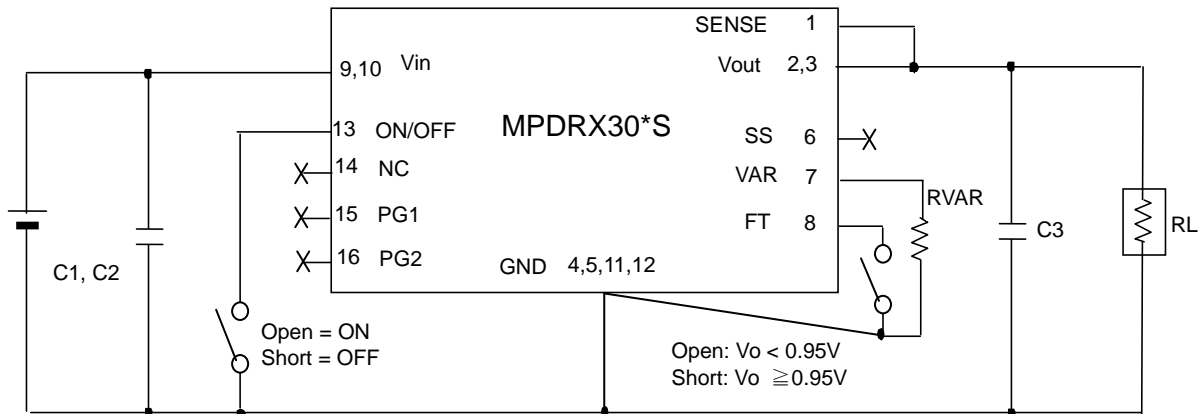 SENSE 1
9,10 Vin
Vout 2,3
13 ON/OFF
MPDRX30*S
SS 6
14 NC
VAR 7
RVAR
15 PG1
FT 8
C3
RL
16 PG2
GND 4,5,11,12
C1, C2
Open = ON
Short = OFF
Open: Vo < 0.95V
Short: Vo ≧0.95V